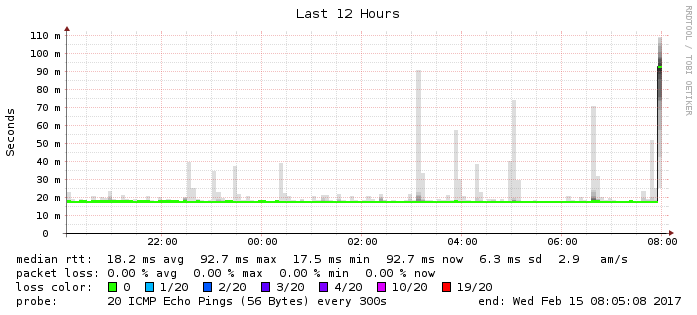 Last 12 Hours
RRDTOOL / TOBI OETIKER
Seconds
110 m
100 m
90 m
80 m
70 m
60 m
50 m
40 m
30 m
20 m
10 m
0
22:00 00:00 02:00 04:00 06:00 08:00
median rtt: 18.2 ms avg 92.7 ms max 17.5 ms min 92.7 ms now 6.3 ms sd 2.9 am/s
packet loss: 0.00 % avg 0.00 % max 0.00 % min 0.00 % now
loss color: 0 1/20 2/20 3/20 4/20 10/20 19/20
probe: 20 ICMP Echo Pings (56 Bytes) every 300s end: Wed Feb 15 08:05:08 2017